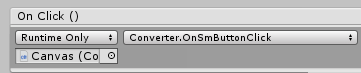 On Click ()
Runtime Only Converter.OnSmButtonClick
Canvas (Co